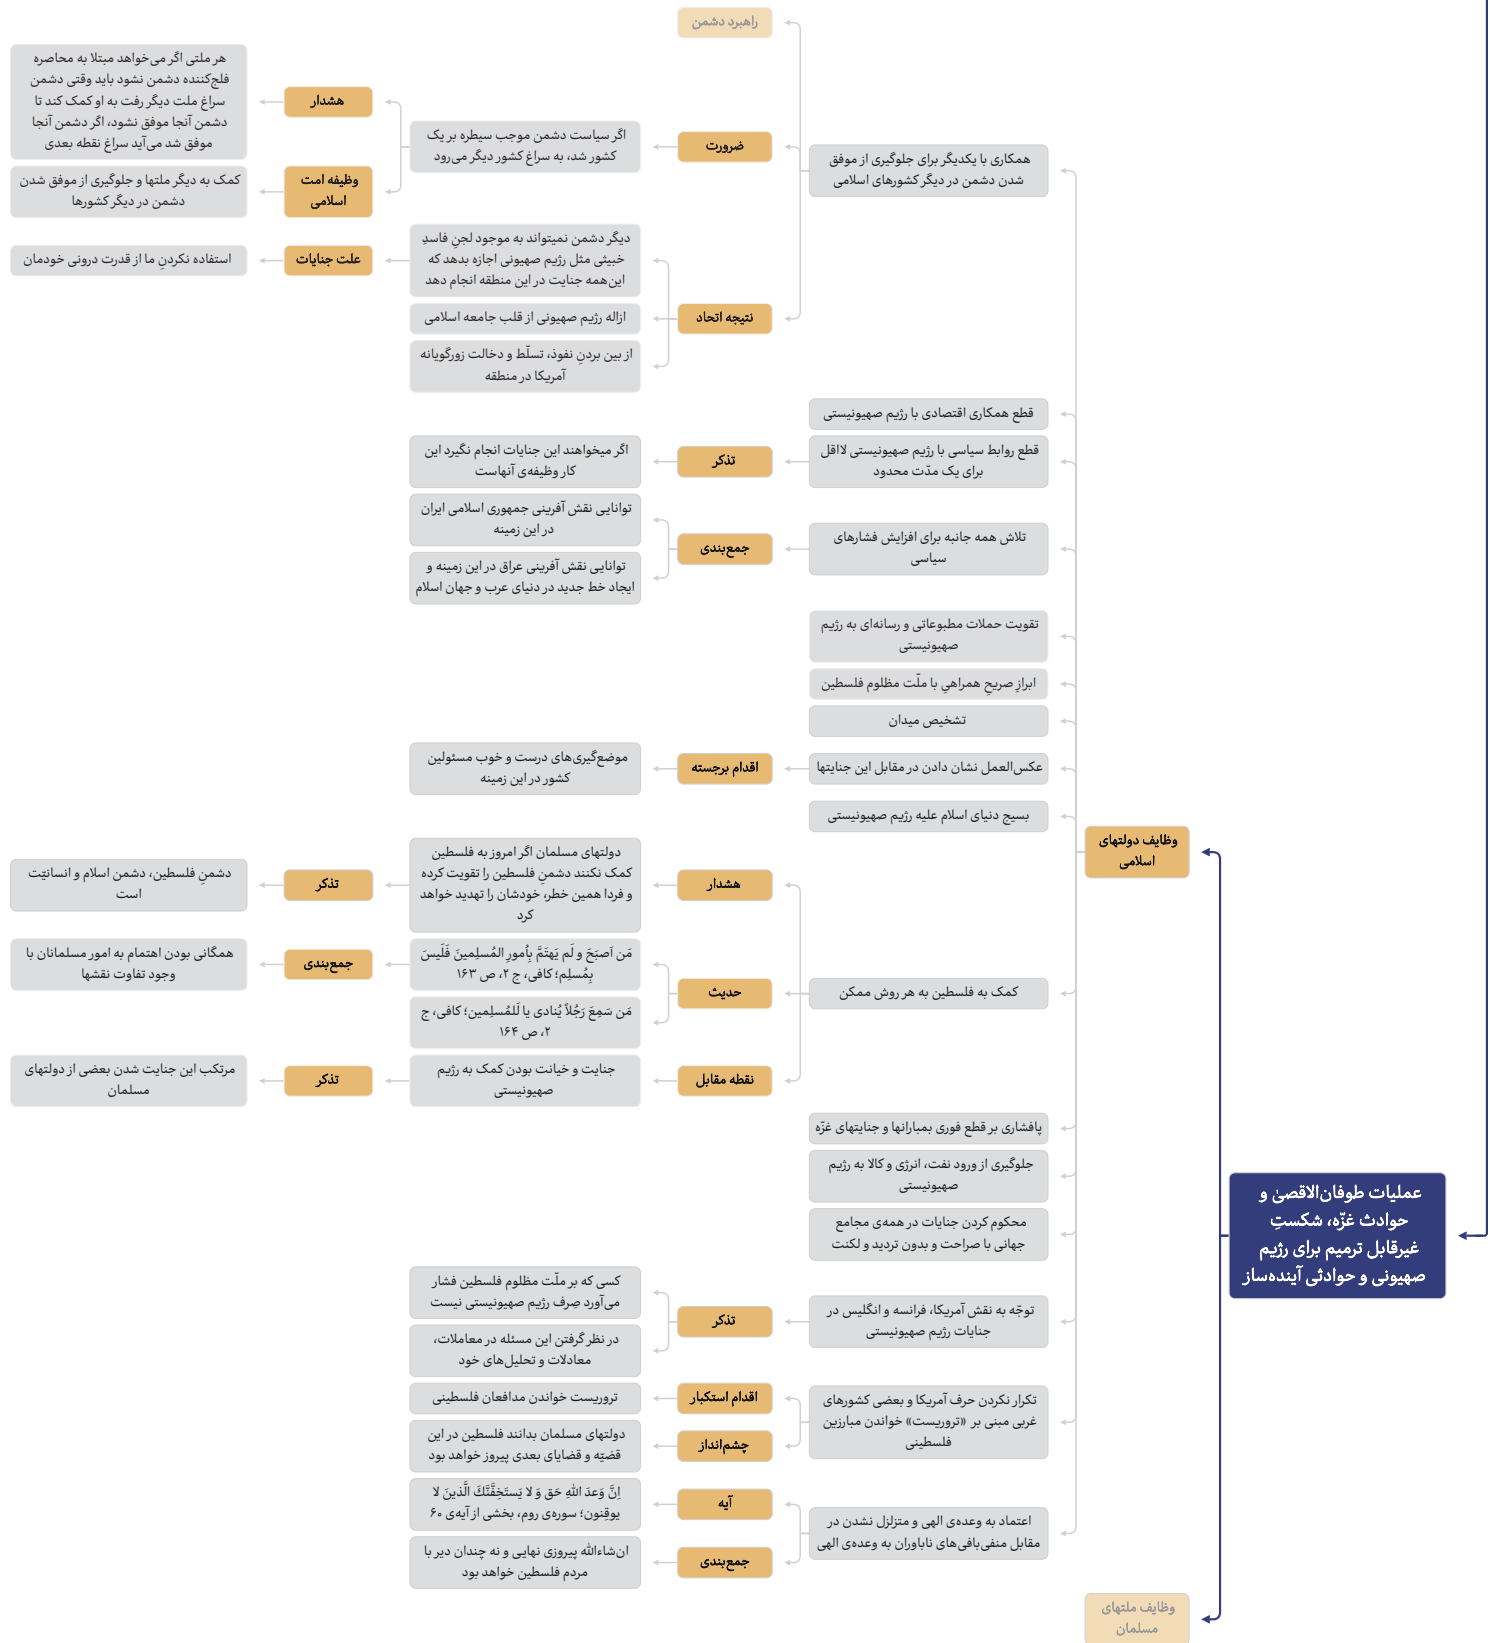 عملیات طوفان‌الاقصیٰ و
حوادث غزّه، شکستِ
غیرقابل ترمیم برای رژیم
صهیونی و حوادثی آینده‌ساز
وظایف دولتهای
اسلامی
همکاری با یکدیگر برای جلوگیری از موفق
شدن دشمن در دیگر کشورهای اسلامی
راهبرد دشمن
ضرورت
اگر سیاست دشمن موجب سیطره بر یک
کشور شد، به سراغ کشور دیگر می‌رود
هشدار
هر ملتی اگر می‌خواهد مبتلا به محاصره
فلج‌کننده دشمن نشود باید وقتی دشمن
سراغ ملت دیگر رفت به او کمک کند تا
دشمن آنجا موفق نشود، اگر دشمن آنجا
موفق شد می‌آید سراغ نقطه بعدی
وظیفه امت
اسلامی
کمک به دیگر ملتها و جلوگیری از موفق شدن
دشمن در دیگر کشورها
نتیجه اتحاد
دیگر دشمن نمیتواند به موجود لجنِ فاسدِ
خبیثی مثل رژیم صهیونی اجازه بدهد که
این‌همه جنایت در این منطقه انجام دهد
علت جنایات
استفاده نکردنِ ما از قدرت درونی خودمان
ازاله رژیم صهیونی از قلب جامعه اسلامی
از بین بردنِ نفوذ، تسلّط و دخالت زورگویانه
آمریکا در منطقه
قطع همکاری اقتصادی با رژیم صهیونیستی
قطع روابط سیاسی با رژیم صهیونیستی لااقل
برای یک مدّت محدود
تذکر
اگر میخواهند این جنایات انجام نگیرد این
کار وظیفه‌ی آنهاست
تلاش همه جانبه برای افزایش فشارهای
سیاسی
جمع‌بندی
توانایی نقش آفرینی جمهوری اسلامی ایران
در این زمینه
توانایی نقش آفرینی عراق در این زمینه و
ایجاد خط جدید در دنیای عرب و جهان اسلام
تقویت حملات مطبوعاتی و رسانه‌ای به رژیم
صهیونیستی
ابرازِ صریحِ همراهیِ با ملّت مظلوم فلسطین
تشخیص میدان
عکس‌العمل نشان دادن در مقابل این جنایتها
اقدام برجسته
موضع‌گیری‌های درست و خوب مسئولین
کشور در این زمینه
بسیج دنیای اسلام علیه رژیم صهیونیستی
کمک به فلسطین به هر روش ممکن
هشدار
دولتهای مسلمان اگر امروز به فلسطین
کمک نکنند دشمنِ فلسطین را تقویت کرده
و فردا همین خطر، خودشان را تهدید خواهد
کرد
تذکر
دشمنِ فلسطین، دشمن اسلام و انسانیّت
است
حدیث
مَن اَصبَحَ و لَم یَهتَمَّ بِاُمورِ المُسلِمینَ فَلَیسَ
بِمُسلِم؛ کافی، ج ۲، ص ۱۶۳
جمع‌بندی
همگانی بودن اهتمام به امور مسلمانان با
وجود تفاوت نقشها
مَن سَمِعَ رَجُلاً یُنادی یا لَلمُسلِمین؛ کافی، ج
۲، ص ۱۶۴
نقطه مقابل
جنایت و خیانت بودن کمک به رژیم
صهیونیستی
تذکر
مرتکب این جنایت شدن بعضی از دولتهای
مسلمان
پافشاری بر قطع فوری بمبارانها و جنایتهای غزّه
جلوگیری از ورود نفت، انرژی و کالا به رژیم
صهیونیستی
محکوم کردن جنایات در همه‌ی مجامع
جهانی با صراحت و بدون تردید و لکنت
توجّه به نقش آمریکا، فرانسه و انگلیس در
جنایات رژیم صهیونیستی
تذکر
کسی که بر ملّت مظلوم فلسطین فشار
می‌آورد صِرف رژیم صهیونیستی نیست
در نظر گرفتن این مسئله در معاملات،
معادلات و تحلیل‌های خود
تکرار نکردن حرف آمریکا و بعضی کشورهای
غربی مبنی بر «تروریست» خواندن مبارزین
فلسطینی
اقدام استکبار
تروریست خواندن مدافعان فلسطینی
چشم‌انداز
دولتهای مسلمان بدانند فلسطین در این
قضیّه و قضایای بعدی پیروز خواهد بود
اعتماد به وعده‌ی الهی و متزلزل نشدن در
مقابل منفی‌بافی‌های ناباوران به وعده‌ی الهی
آیه
اِنَّ وَعدَ اللهِ حَق وَ لا یَستَخِفَّنَّكَ الَّذینَ لا
یوقِنون؛ سوره‌ی روم، بخشی از آیه‌ی ۶۰
جمع‌بندی
ان‌شاءالله پیروزی نهایی و نه چندان دیر با
مردم فلسطین خواهد بود
وظایف ملتهای
مسلمان